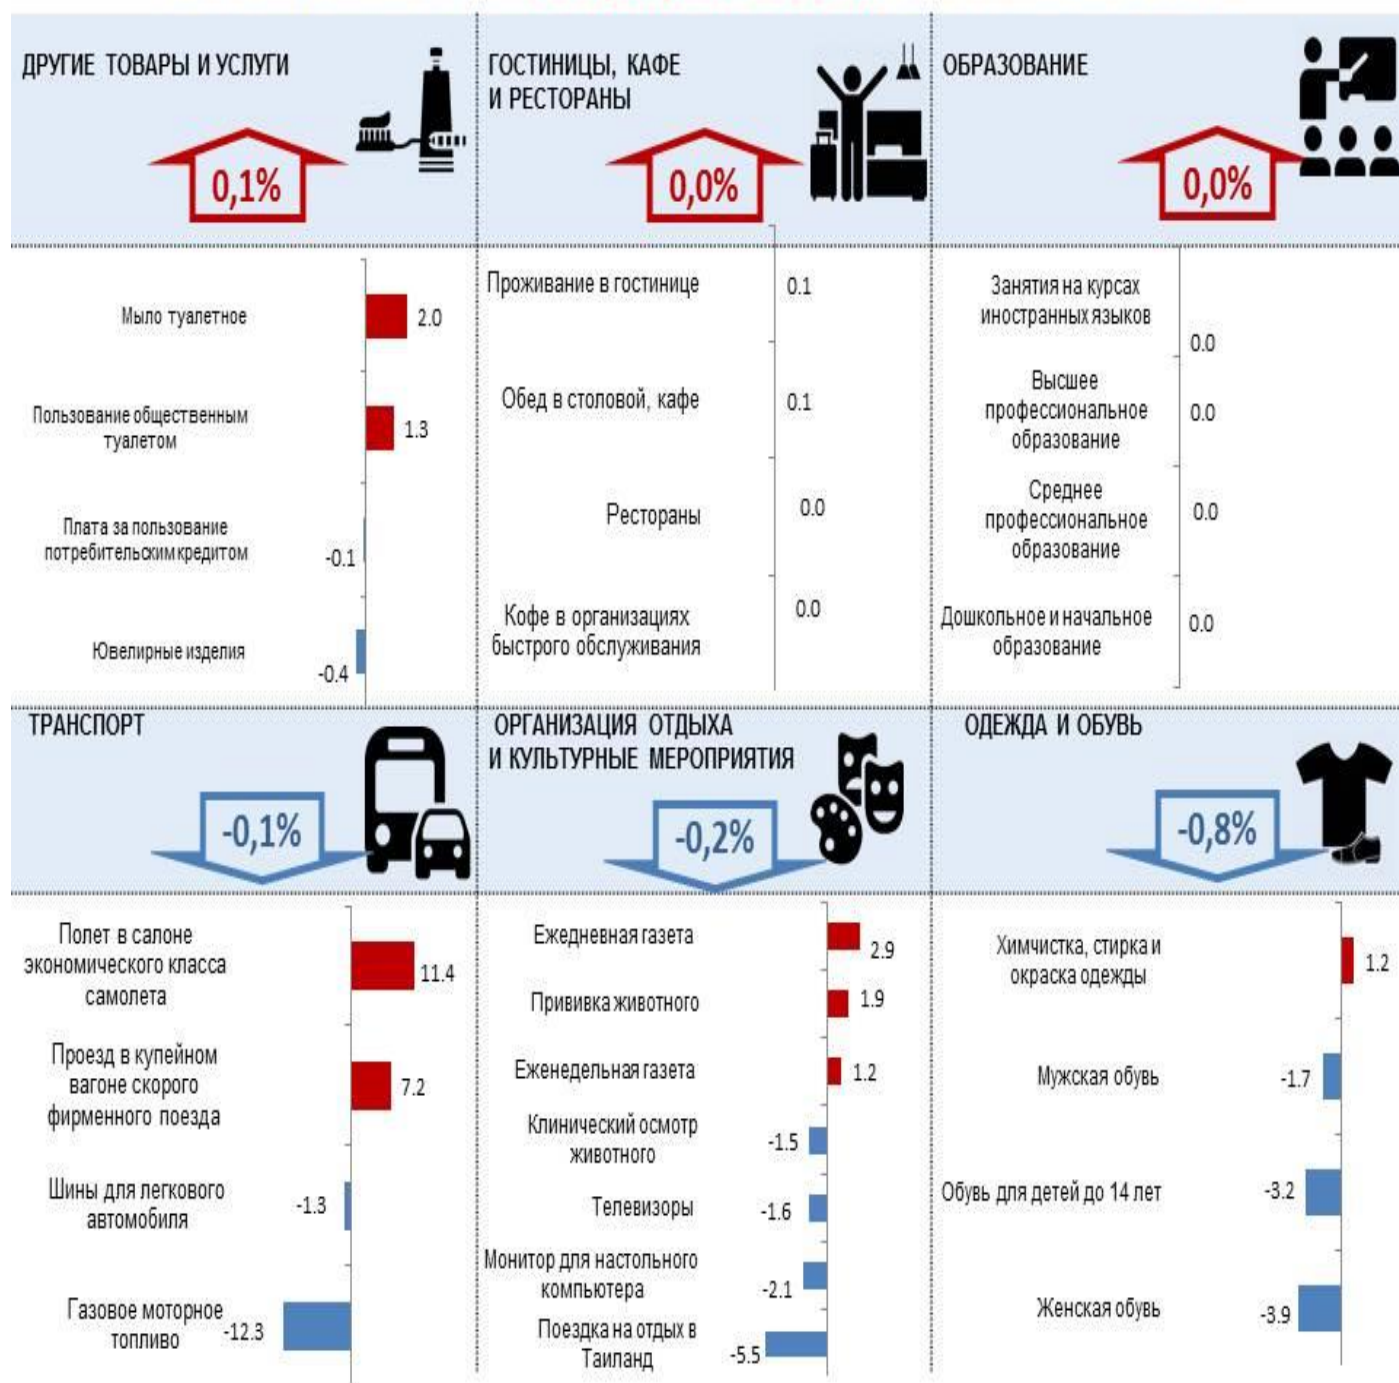 ДРУГИЕ ТОВАРЫ И УСЛУГИ
0,1%
Мыло туалетное
2.0
Пользование общественным
туалетом
1.3
Плата за пользование
потребительским кредитом
-0.1
Ювелирные изделия
-0.4
ГОСТИНИЦЫ, КАФЕ
И РЕСТОРАНЫ
0,0%
Проживание в гостинице
0.1
Обед в столовой, кафе
0.1
Рестораны
0.0
Кофе в организациях
быстрого обслуживания
0.0
ОБРАЗОВАНИЕ
0,0%
Занятия на курсах
иностранных языков
0.0
Высшее
профессиональное
образование
0.0
Среднее
профессиональное
образование
0.0
Дошкольное и начальное
образование
0.0
ТРАНСПОРТ
-0,1%
Полет в салоне
экономического класса
самолета
11.4
Проезд в купейном
вагоне скорого
фирменного поезда
7.2
Шины для легкового
автомобиля
-1.3
Газовое моторное
топливо
-12.3
ОРГАНИЗАЦИЯ ОТДЫХА
И КУЛЬТУРНЫЕ МЕРОПРИЯТИЯ
-0,2%
Ежедневная газета
2.9
Прививка животного
1.9
Еженедельная газета
1.2
Клинический осмотр
животного
-1.5
Телевизоры
-1.6
Монитор для настольного
компьютера
-2.1
Поездка на отдых в
Таиланд
-5.5
ОДЕЖДА И ОБУВЬ
-0,8%
Химчистка, стирка и
окраска одежды
1.2
Мужская обувь
-1.7
Обувь для детей до 14 лет
-3.2
Женская обувь
-3.9